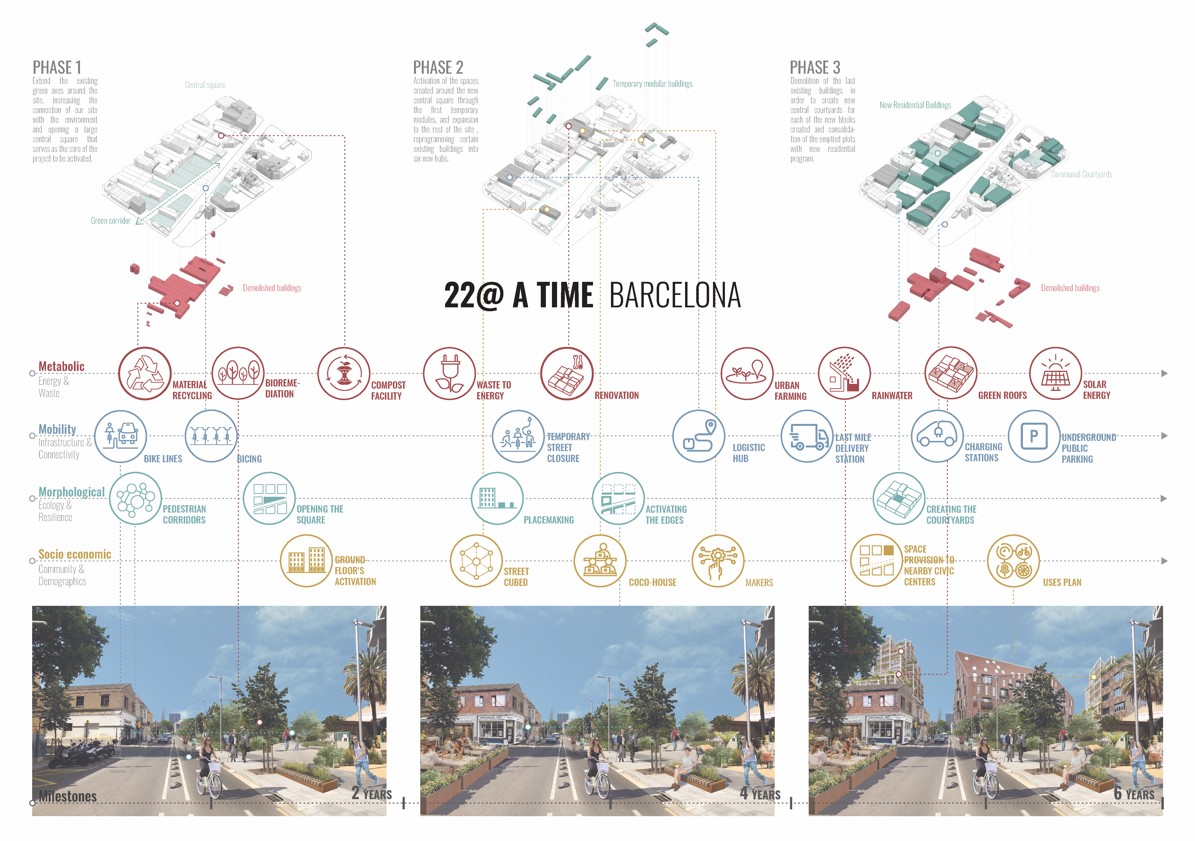 PHASE 1
Extend the existing
green axes around the
site, increasing the
connection of our site
with the environment
and opening a large
central square that
serves as the core of the
project to be activated.
Central square
Green corridor
Demolished buildings
PHASE 2
Activation of the spaces
created around the new
central square through
the first temporary
modules, and expansion
to the rest of the site ,
reprogramming certain
existing buildings into
six new hubs.
Temporary modular buildings
PHASE 3
Demolition of the last
existing buildings in
order to create new
central courtyards for
each of the new blocks
created and consolida-
tion of the emptied plots
with new residential
program.
New Residential Buildings
Communal Courtyards
Demolished buildings
22@ A TIME BARCELONA
Metabolic
Energy &
Waste
MATERIAL
RECYCLING
BIOREME-
DIATION
COMPOST
FACILITY
WASTE TO
ENERGY
RENOVATION
URBAN
FARMING
RAINWATER
GREEN ROOFS
SOLAR
ENERGY
Mobility
Infrastructure &
Connectivity
BIKE LINES
BICING
TEMPORARY
STREET
CLOSURE
LOGISTIC
HUB
LAST MILE
DELIVERY
STATION
CHARGING
STATIONS
P
UNDERGROUND
PUBLIC
PARKING
Morphological
Ecology &
Resilience
PEDESTRIAN
CORRIDORS
OPENING THE
SQUARE
PLACEMAKING
ACTIVATING
THE EDGES
CREATING THE
COURTYARDS
Socio economic
Community &
Demographics
GROUND
FLOOR'S
ACTIVATION
STREET
CUBED
COCO-HOUSE
MAKERS
SPACE
PROVISION TO
NEARBY CIVIC
CENTERS
USES PLAN
Milestones
2 YEARS
4 YEARS
6 YEARS